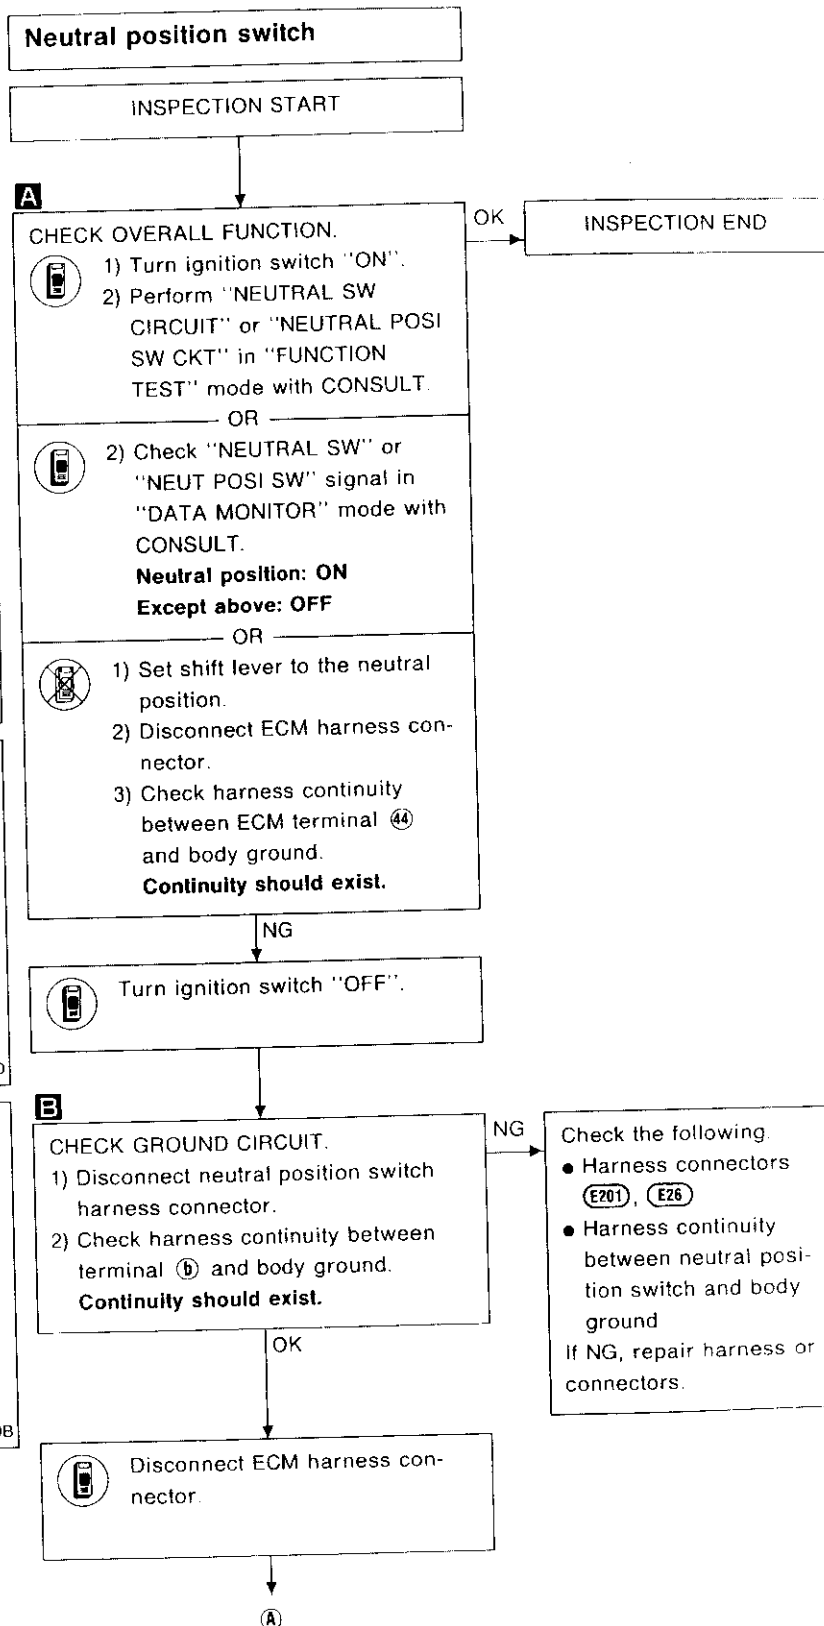 Neutral position switch
INSPECTION START
A
CHECK OVERALL FUNCTION.
1) Turn ignition switch "ON".
2) Perform "NEUTRAL SW
CIRCUIT" or "NEUTRAL POSI
SW CKT" in "FUNCTION
TEST" mode with CONSULT.
OR
2) Check "NEUTRAL SW" or
"NEUT POSI SW" signal in
"DATA MONITOR" mode with
CONSULT.
Neutral position: ON
Except above: OFF
OR
1) Set shift lever to the neutral
position.
2) Disconnect ECM harness con-
nector.
3) Check harness continuity
between ECM terminal 44
and body ground.
Continuity should exist.
OK
INSPECTION END
NG
Turn ignition switch "OFF".
B
CHECK GROUND CIRCUIT.
1) Disconnect neutral position switch
harness connector.
2) Check harness continuity between
terminal b and body ground.
Continuity should exist.
NG
Check the following.
● Harness connectors
E201, E26
● Harness continuity
between neutral posi-
tion switch and body
ground
If NG, repair harness or
connectors.
OK
Disconnect ECM harness con-
nector.
A